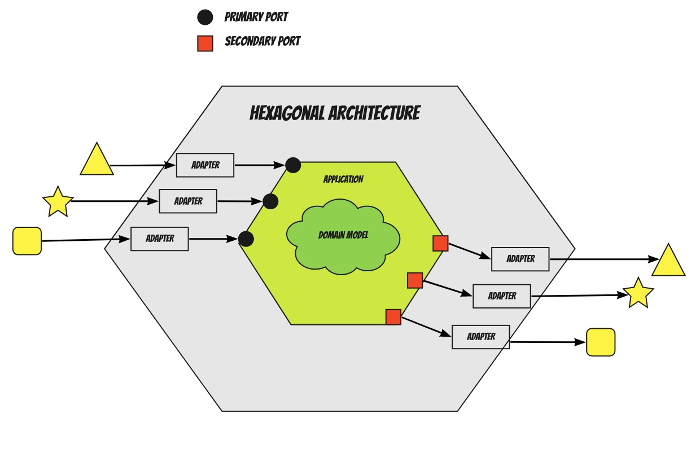 PRIMARY PORT
SECONDARY PORT
HEXAGONAL ARCHITECTURE
ADAPTER
APPLICATION
ADAPTER
ADAPTER
DOMAIN MODEL
ADAPTER
ADAPTER
ADAPTER